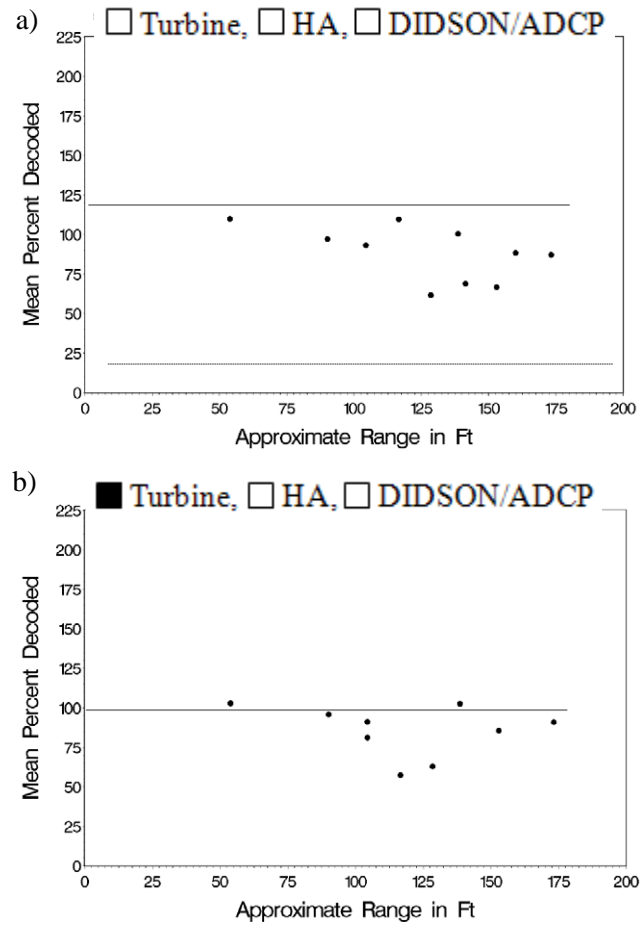 a)
☐ Turbine, ☐ HA, ☐ DIDSON/ADCP
225
200
175
150
125
100
75
50
25
0
Mean Percent Decoded
0 25 50 75 100 125 150 175 200
Approximate Range in Ft
b)
■ Turbine, ☐ HA, ☐ DIDSON/ADCP
225
200
175
150
125
100
75
50
25
0
Mean Percent Decoded
0 25 50 75 100 125 150 175 200
Approximate Range in Ft